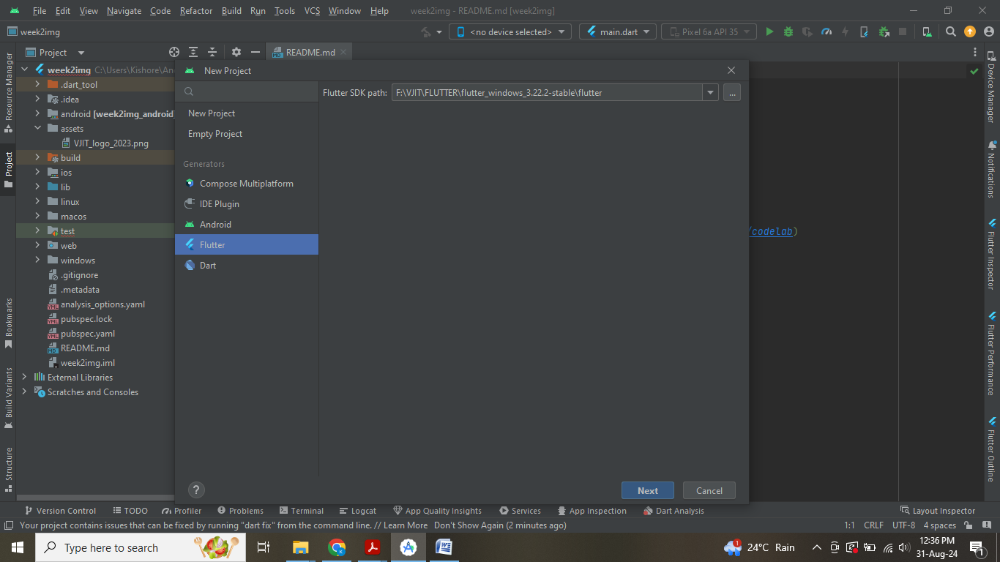 File Edit View Navigate Code Refactor Build Run Tools VCS Window Help week2img - README.md [week2img]
week2img <no device selected> main.dart Pixel 6a API 35
Project README.md
Resource Manager
Project
Bookmarks
Build Variants
Structure
week2img C:\Users\Kishore\An
.dart_tool
.idea
android [week2img_android]
assets
VJIT_logo_2023.png
build
ios
lib
linux
macos
test
web
windows
.gitignore
.metadata
analysis_options.yaml
pubspec.lock
pubspec.yaml
README.md
week2img.iml
External Libraries
Scratches and Consoles
New Project
Flutter SDK path: F:\VJIT\FLUTTER\flutter_windows_3.22.2-stable\flutter ...
New Project
Empty Project
Generators
Compose Multiplatform
IDE Plugin
Android
Flutter
Dart
? Next Cancel
/codelab)
Device Manager
Notifications
Flutter Inspector
Flutter Performance
Flutter Outline
Version Control TODO Profiler Problems Terminal Logcat App Quality Insights Services App Inspection Dart Analysis Layout Inspector
Your project contains issues that can be fixed by running "dart fix" from the command line. // Learn More Don't Show Again (2 minutes ago) 1:1 CRLF UTF-8 4 spaces
Type here to search 1 24°C Rain 12:36 PM
31-Aug-24 1